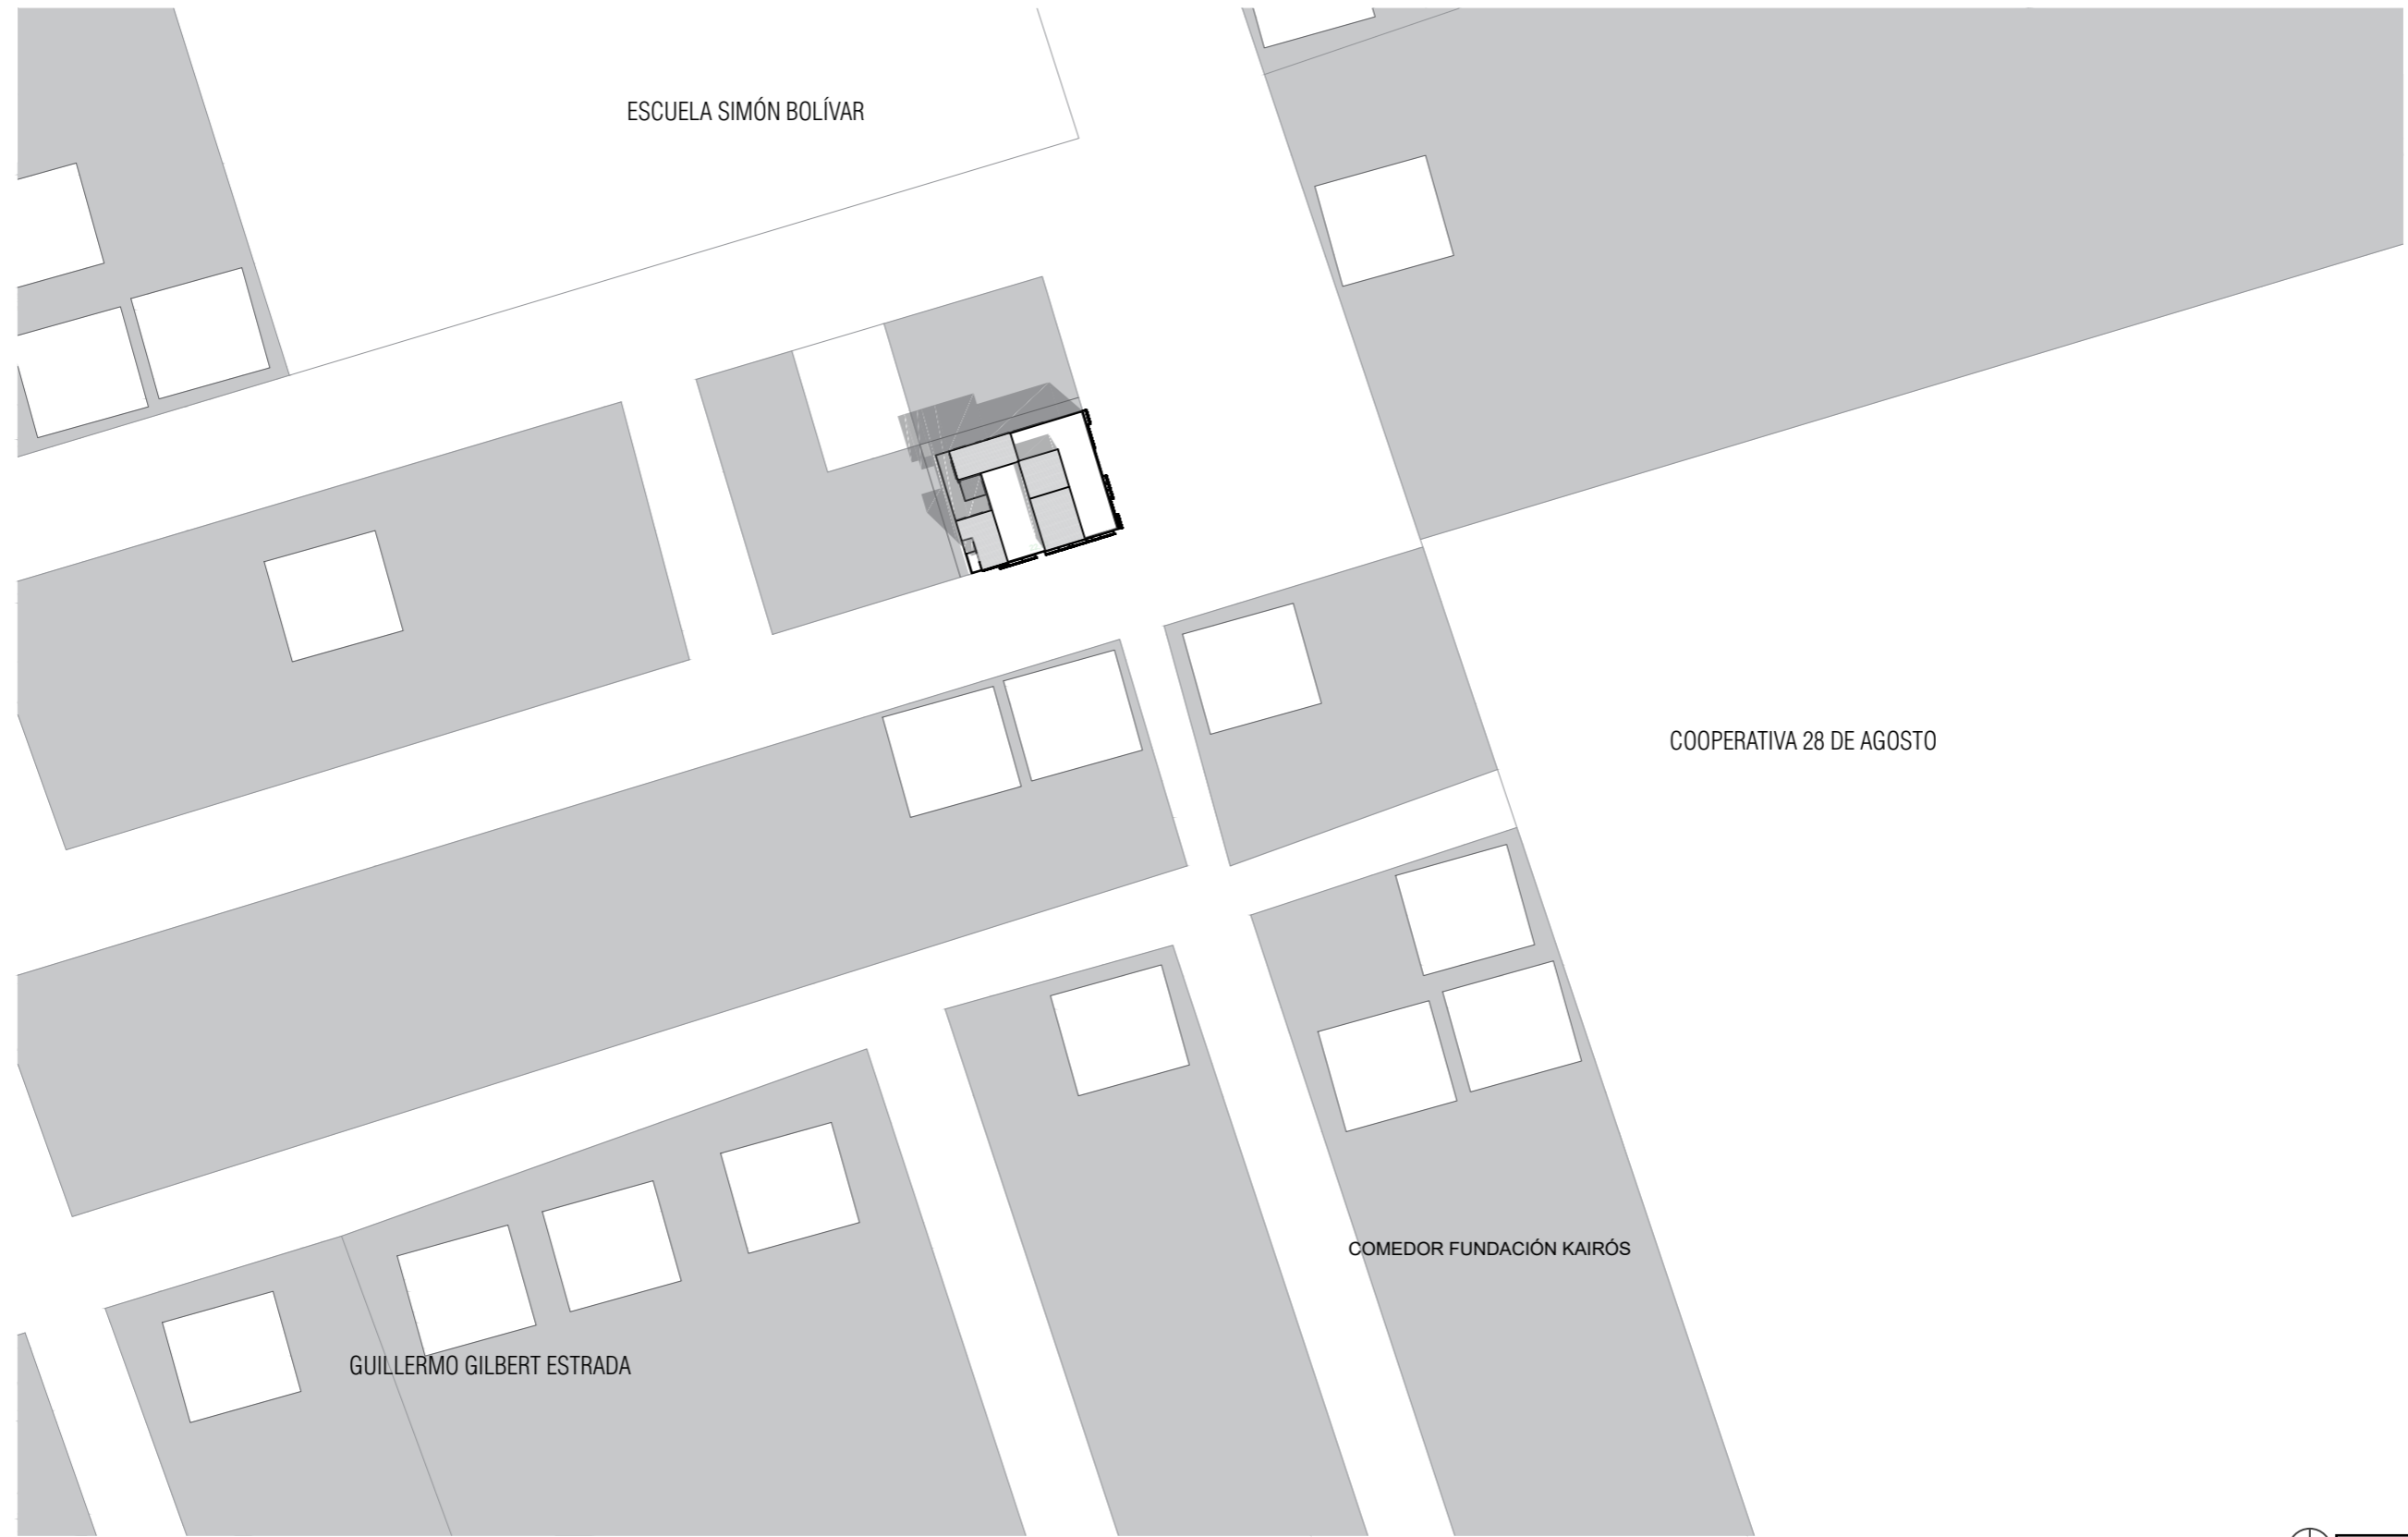 ESCUELA SIMÓN BOLÍVAR
COOPERATIVA 28 DE AGOSTO
COMEDOR FUNDACIÓN KAIRÓS
GUILLERMO GILBERT ESTRADA